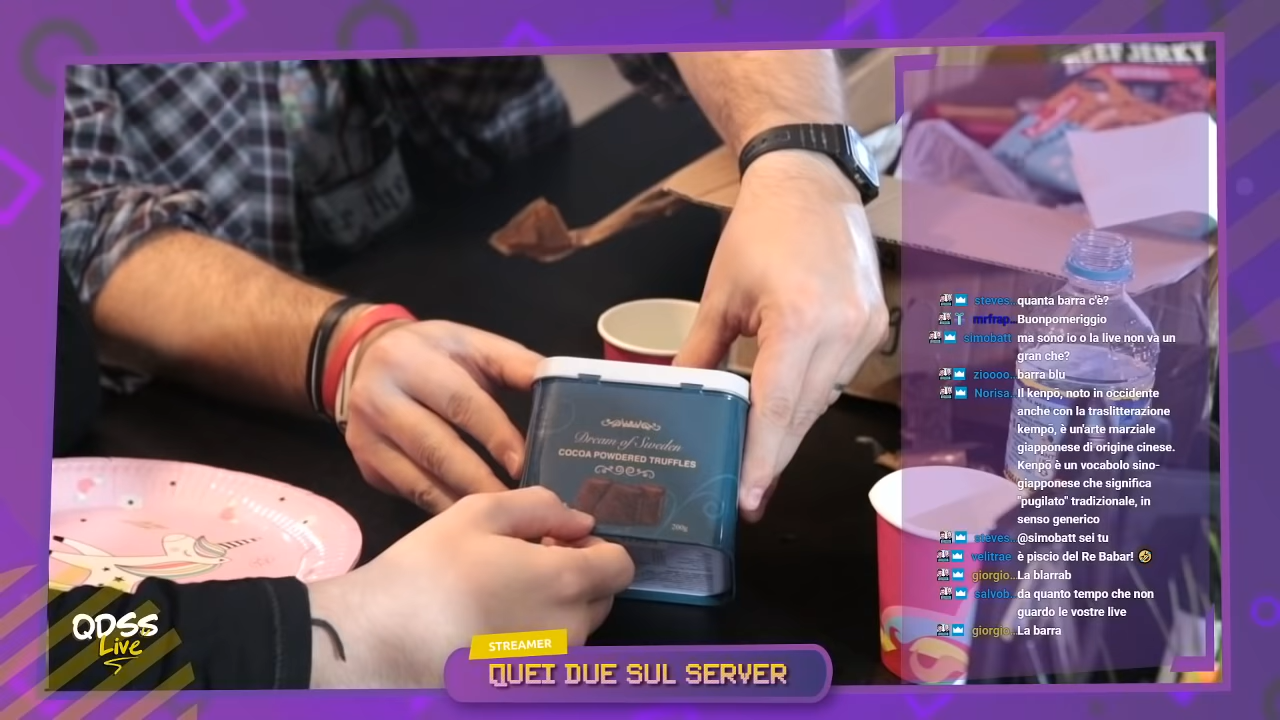 BEEF JERKY
Dream of Sweden
COCOA POWDERED TRUFFLES
200g
steves.. quanta barra c'è?
mrfrap.. Buonpomeriggio
simobatt ma sono io o la live non va un
gran che?
zioooo.. barra blu
Norisa.. Il kenpō, noto in occidente
anche con la traslitterazione
kempō, è un'arte marziale
giapponese di origine cinese.
Kenpō è un vocabolo sino-
giapponese che significa
"pugilato" tradizionale, in
senso generico
steves.. @simobatt sei tu
velitrae è piscio del Re Babar!
giorgio.. La blarrab
salvob.. da quanto tempo che non
guardo le vostre live
giorgio.. La barra
QDSS
Live
STREAMER
QUEI DUE SUL SERVER